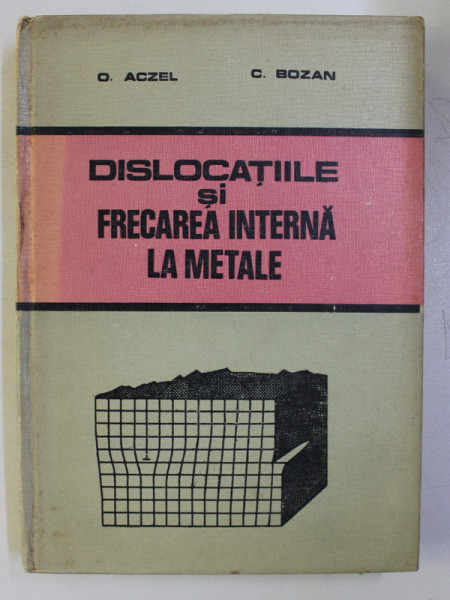 O. ACZEL C. BOZAN
DISLOCAȚIILE
și
FRECAREA INTERNĂ
LA METALE